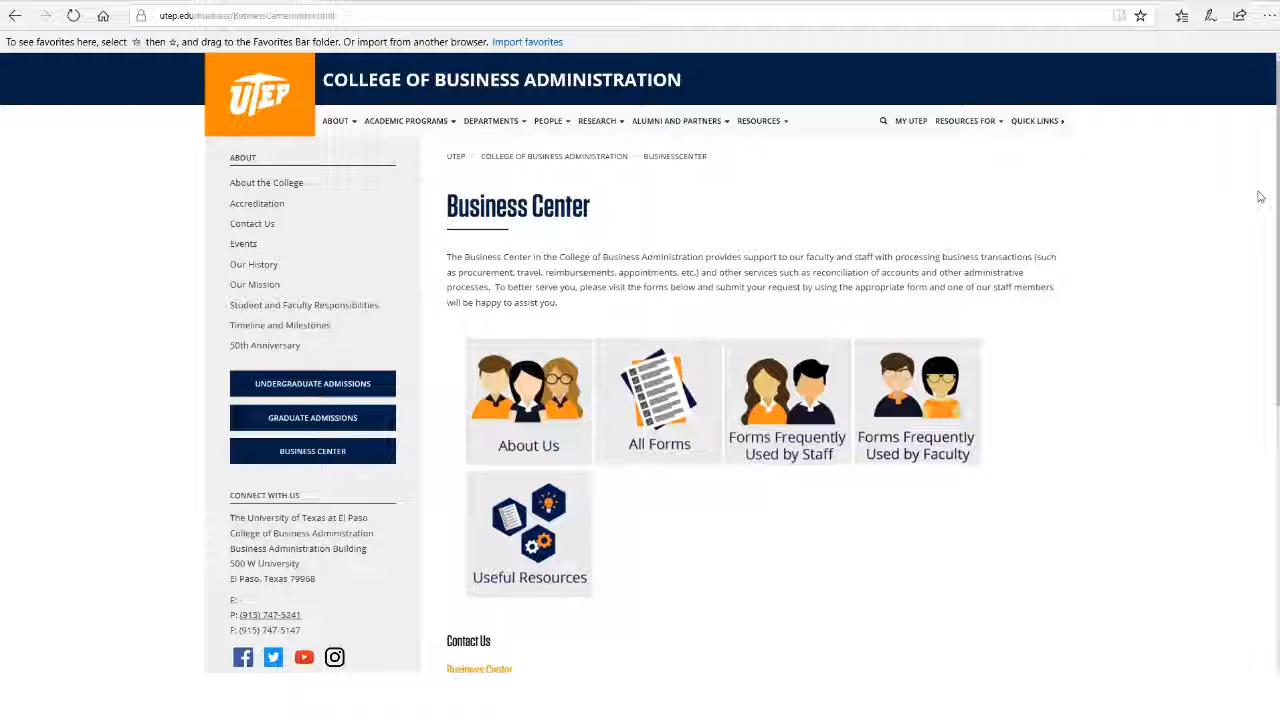 To see favorites here, select ☆ then ☆, and drag to the Favorites Bar folder. Or import from another browser. Import favorites
UTEP
COLLEGE OF BUSINESS ADMINISTRATION
ABOUT ACADEMIC PROGRAMS DEPARTMENTS PEOPLE RESEARCH ALUMNI AND PARTNERS RESOURCES MY UTEP RESOURCES FOR QUICK LINKS
UTEP COLLEGE OF BUSINESS ADMINISTRATION BUSINESSCENTER
ABOUT
About the College
Accreditation
Contact Us
Events
Our History
Our Mission
Student and Faculty Responsibilities
Timeline and Milestones
50th Anniversary
UNDERGRADUATE ADMISSIONS
GRADUATE ADMISSIONS
BUSINESS CENTER
CONNECT WITH US
The University of Texas at El Paso
College of Business Administration
Business Administration Building
500 W University
El Paso, Texas 79968
E:
P: (915) 747-5241
F: (915) 747-5147
Business Center
The Business Center in the College of Business Administration provides support to our faculty and staff with processing business transactions (such
as procurement, travel, reimbursements, appointments, etc.) and other services such as reconciliation of accounts and other administrative
processes. To better serve you, please visit the forms below and submit your request by using the appropriate form and one of our staff members
will be happy to assist you.
About Us
All Forms
Forms Frequently
Used by Staff
Forms Frequently
Used by Faculty
Useful Resources
Contact Us
Business Center